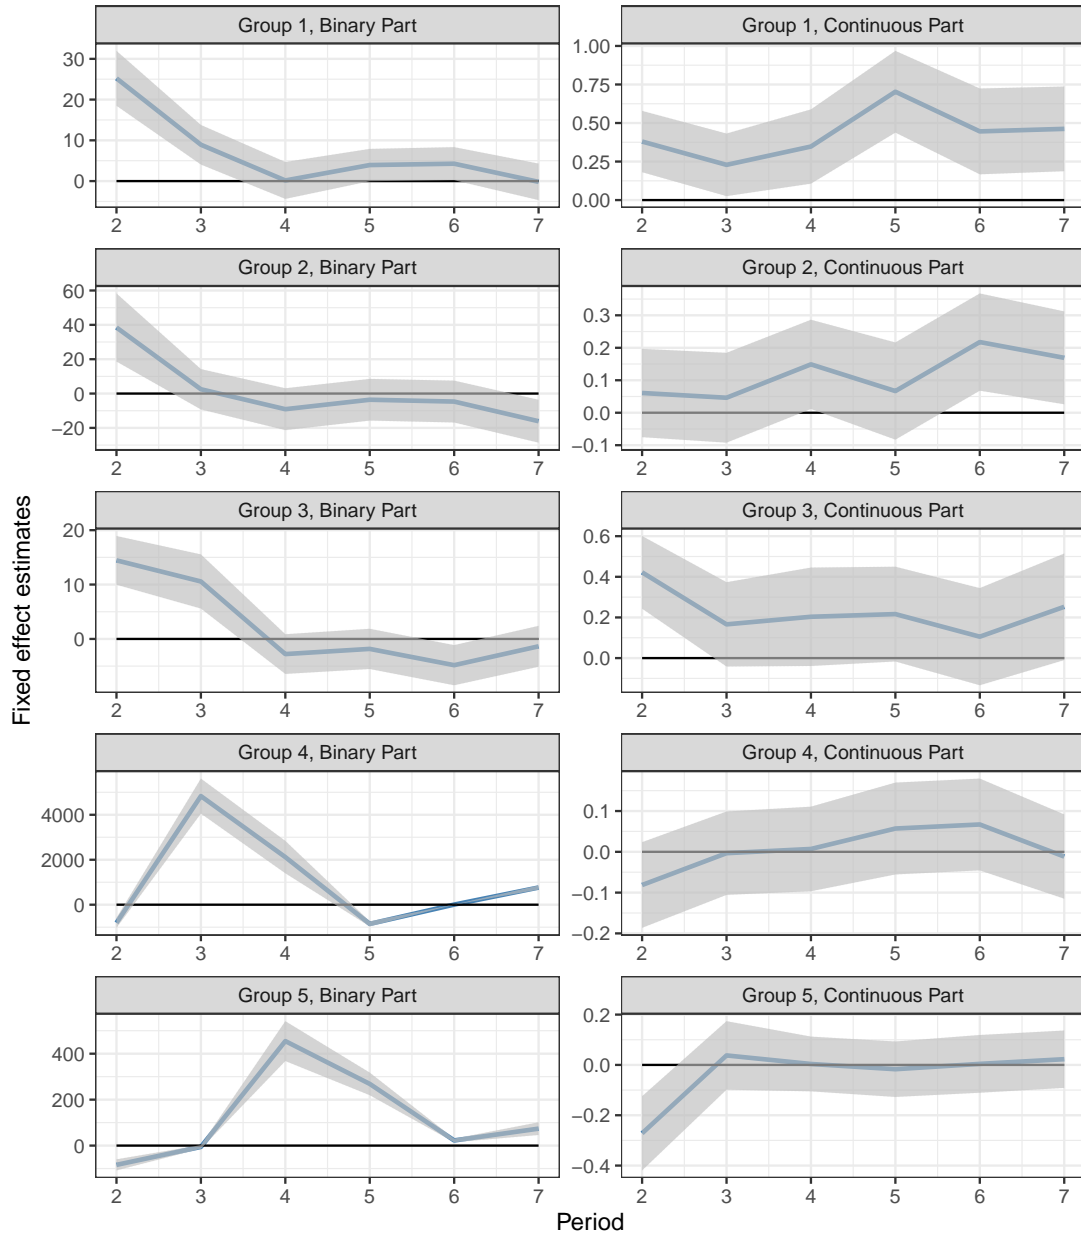 Group 1, Binary Part
Group 1, Continuous Part
30
20
10
0
2 3 4 5 6 7
1.00
0.75
0.50
0.25
0.00
2 3 4 5 6 7
Group 2, Binary Part
Group 2, Continuous Part
60
40
20
0
−20
2 3 4 5 6 7
0.3
0.2
0.1
0.0
−0.1
2 3 4 5 6 7
Group 3, Binary Part
Group 3, Continuous Part
20
10
0
2 3 4 5 6 7
0.6
0.4
0.2
0.0
2 3 4 5 6 7
Fixed effect estimates
Group 4, Binary Part
Group 4, Continuous Part
4000
2000
0
2 3 4 5 6 7
0.1
0.0
−0.1
−0.2
2 3 4 5 6 7
Group 5, Binary Part
Group 5, Continuous Part
400
200
0
2 3 4 5 6 7
0.2
0.0
−0.2
−0.4
2 3 4 5 6 7
Period